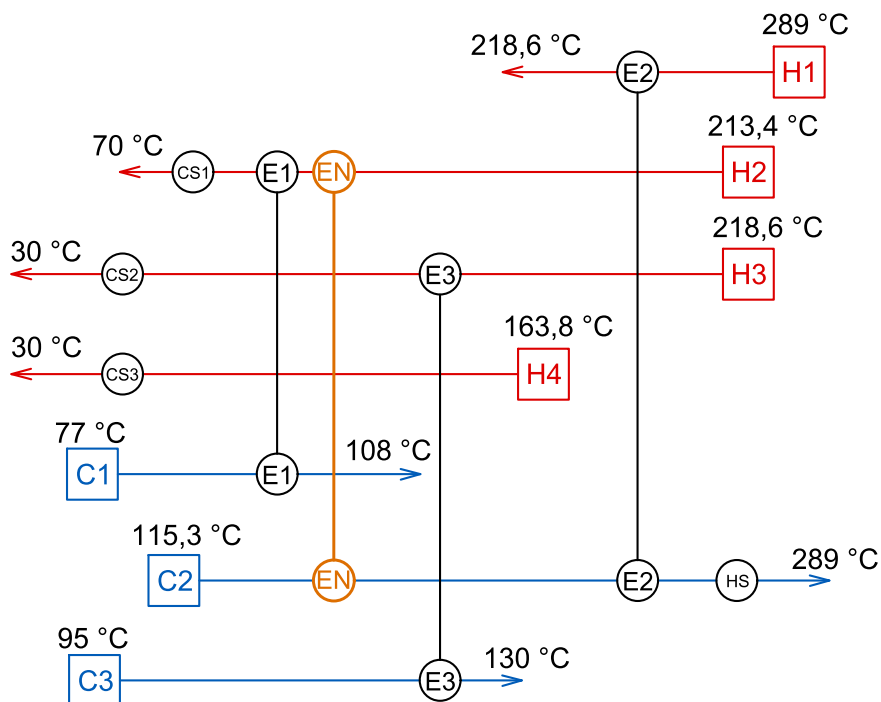 289 °C
218,6 °C
E2
H1
213,4 °C
70 °C
CS1
E1
EN
H2
218,6 °C
30 °C
CS2
E3
H3
163,8 °C
30 °C
CS3
H4
77 °C
108 °C
C1
E1
115,3 °C
289 °C
C2
EN
E2
HS
95 °C
130 °C
C3
E3